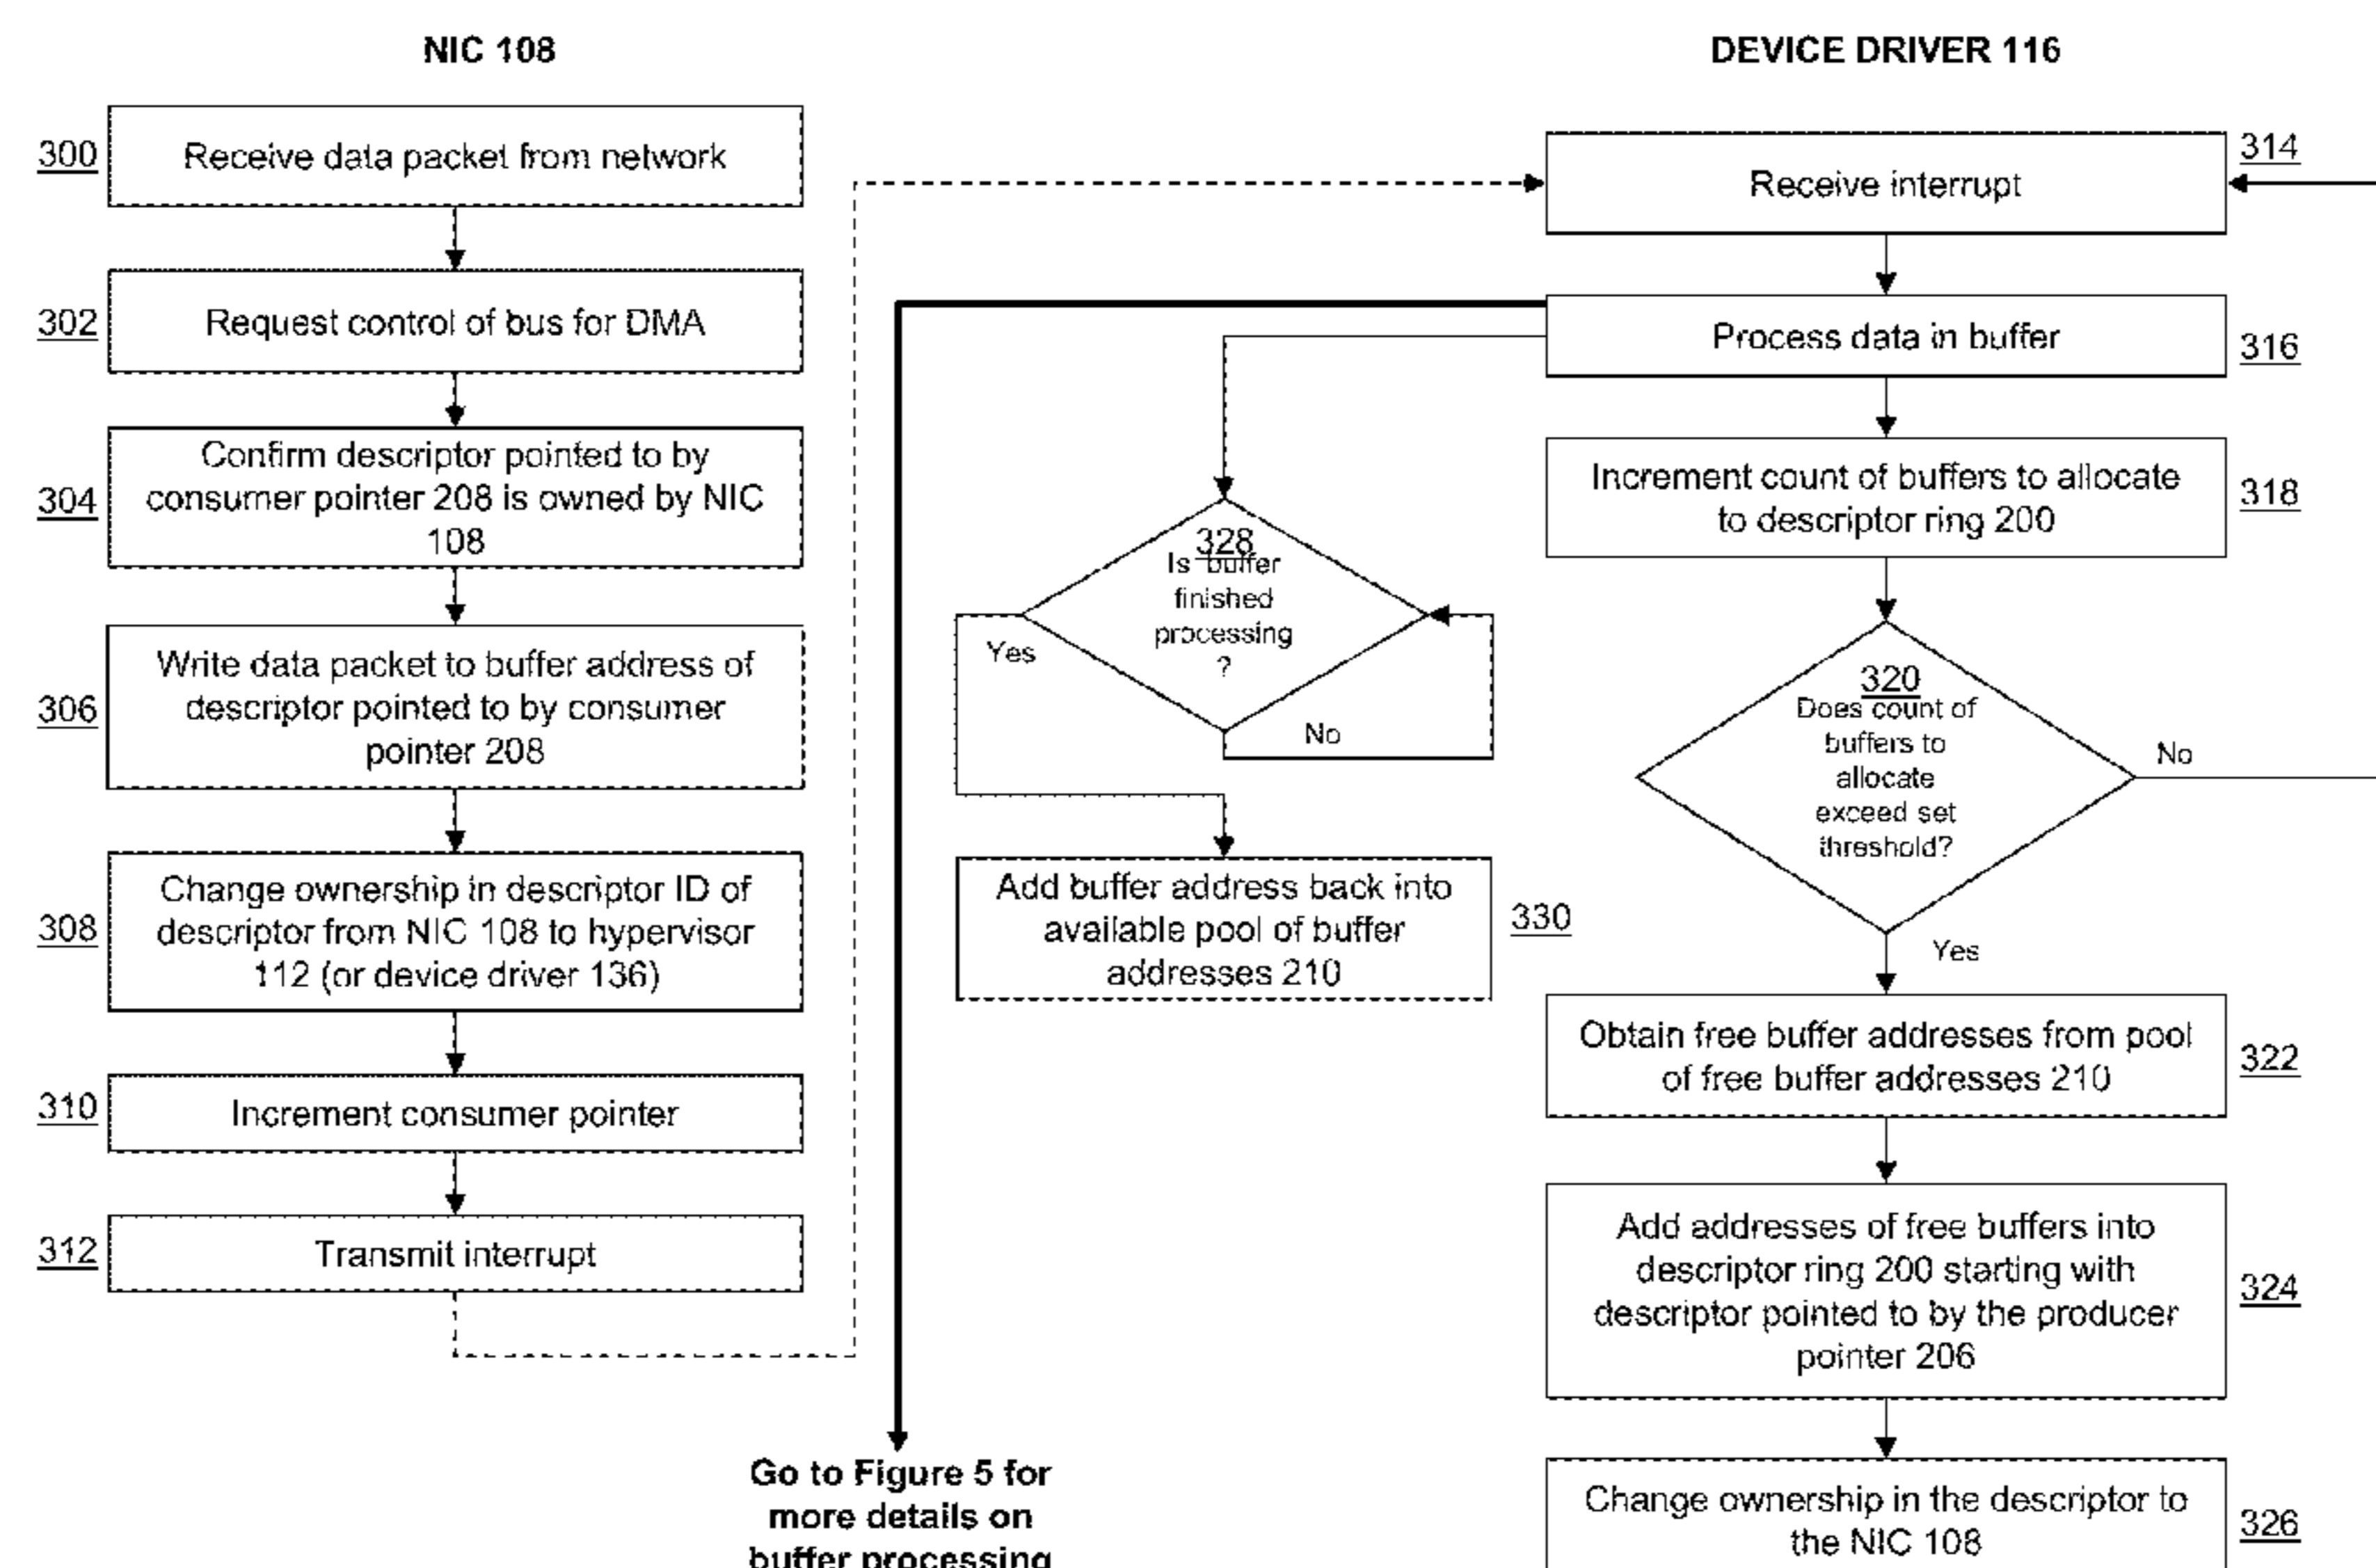 NIC 108
300
Receive data packet from network
302
Request control of bus for DMA
304
Confirm descriptor pointed to by
consumer pointer 208 is owned by NIC
108
306
Write data packet to buffer address of
descriptor pointed to by consumer
pointer 208
308
Change ownership in descriptor ID of
descriptor from NIC 108 to hypervisor
112 (or device driver 136)
310
Increment consumer pointer
312
Transmit interrupt
Go to Figure 5 for
more details on
buffer processing
328
Is buffer
finished
processing
?
Yes
No
Add buffer address back into
available pool of buffer
addresses 210
330
DEVICE DRIVER 116
Receive interrupt
314
Process data in buffer
316
Increment count of buffers to allocate
to descriptor ring 200
318
320
Does count of
buffers to
allocate
exceed set
threshold?
No
Yes
Obtain free buffer addresses from pool
of free buffer addresses 210
322
Add addresses of free buffers into
descriptor ring 200 starting with
descriptor pointed to by the producer
pointer 206
324
Change ownership in the descriptor to
the NIC 108
326